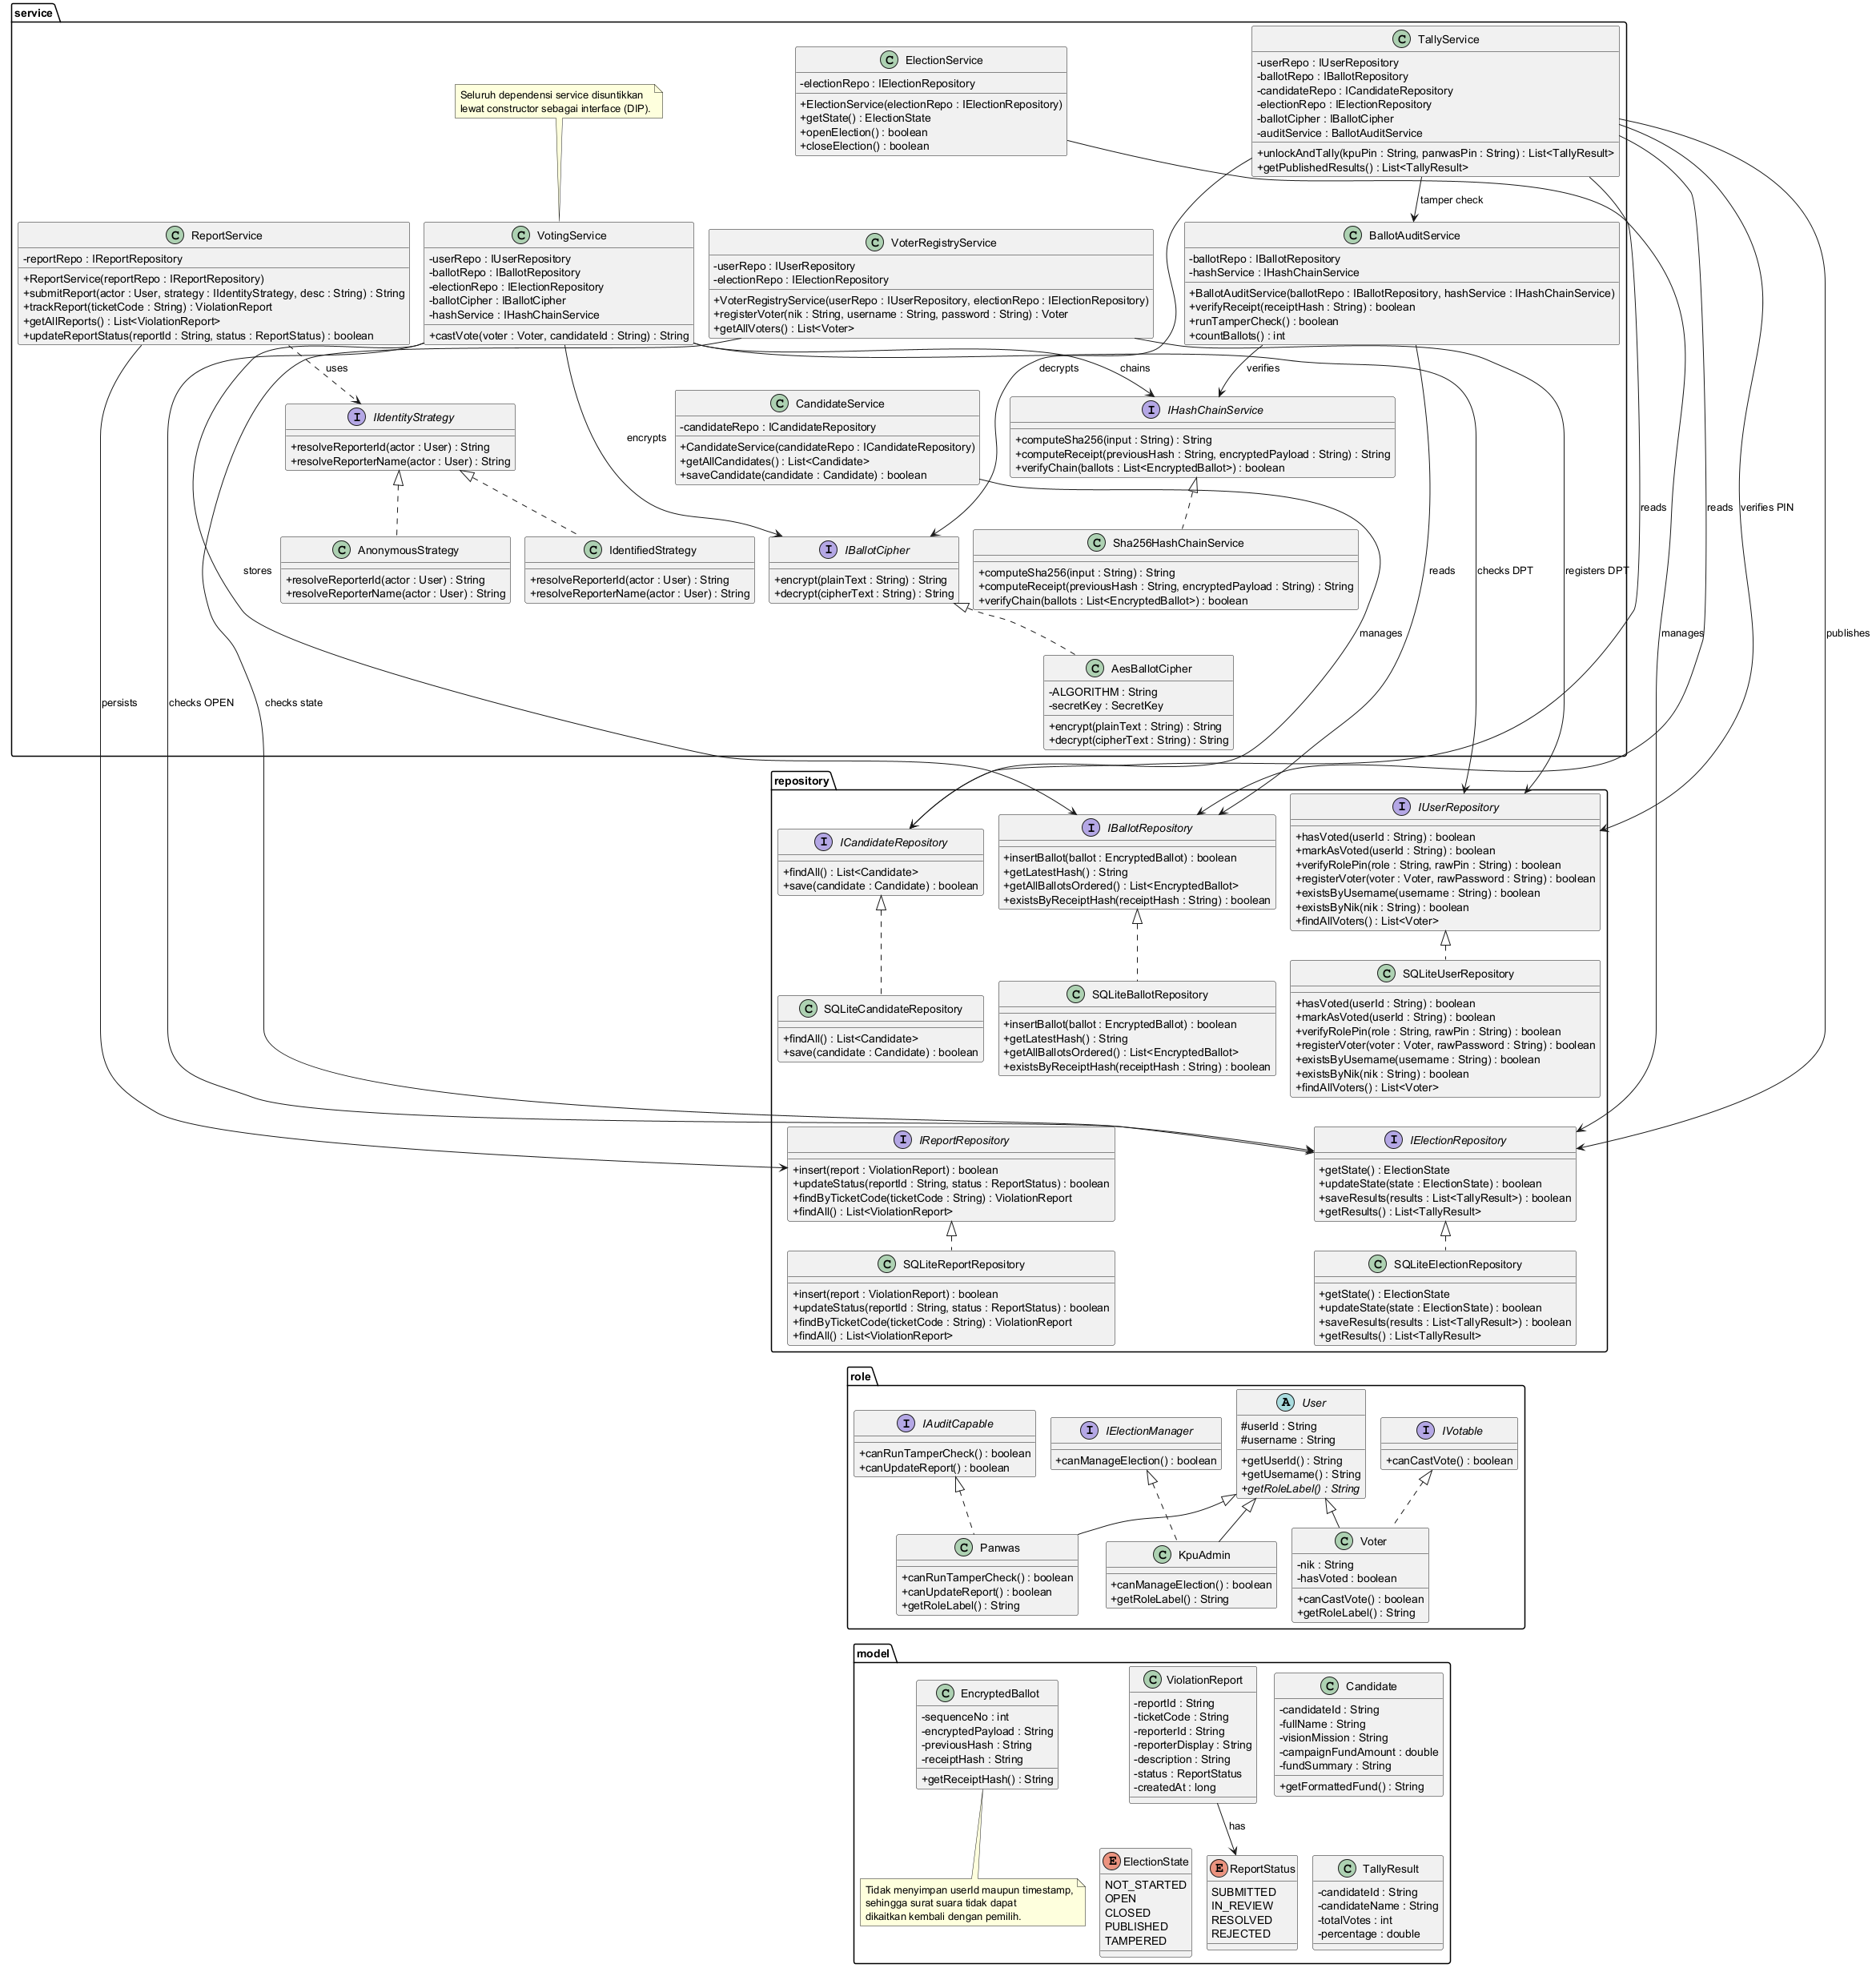 service
TallyService
-userRepo : IUserRepository
-ballotRepo : IBallotRepository
-candidateRepo : ICandidateRepository
-electionRepo : IElectionRepository
-ballotCipher : IBallotCipher
-auditService : BallotAuditService
+unlockAndTally(kpuPin : String, panwasPin : String) : List<TallyResult>
+getPublishedResults() : List<TallyResult>
ElectionService
-electionRepo : IElectionRepository
+ElectionService(electionRepo : IElectionRepository)
+getState() : ElectionState
+openElection() : boolean
+closeElection() : boolean
Seluruh dependensi service disuntikkan
lewat constructor sebagai interface (DIP).
tamper check
ReportService
-reportRepo : IReportRepository
+ReportService(reportRepo : IReportRepository)
+submitReport(actor : User, strategy : IIdentityStrategy, desc : String) : String
+trackReport(ticketCode : String) : ViolationReport
+getAllReports() : List<ViolationReport>
+updateReportStatus(reportId : String, status : ReportStatus) : boolean
VotingService
-userRepo : IUserRepository
-ballotRepo : IBallotRepository
-electionRepo : IElectionRepository
-ballotCipher : IBallotCipher
-hashService : IHashChainService
+castVote(voter : Voter, candidateId : String) : String
VoterRegistryService
-userRepo : IUserRepository
-electionRepo : IElectionRepository
+VoterRegistryService(userRepo : IUserRepository, electionRepo : IElectionRepository)
+registerVoter(nik : String, username : String, password : String) : Voter
+getAllVoters() : List<Voter>
BallotAuditService
-ballotRepo : IBallotRepository
-hashService : IHashChainService
+BallotAuditService(ballotRepo : IBallotRepository, hashService : IHashChainService)
+verifyReceipt(receiptHash : String) : boolean
+runTamperCheck() : boolean
+countBallots() : int
uses
decrypts
chains
verifies
IIdentityStrategy
+resolveReporterId(actor : User) : String
+resolveReporterName(actor : User) : String
encrypts
CandidateService
-candidateRepo : ICandidateRepository
+CandidateService(candidateRepo : ICandidateRepository)
+getAllCandidates() : List<Candidate>
+saveCandidate(candidate : Candidate) : boolean
IHashChainService
+computeSha256(input : String) : String
+computeReceipt(previousHash : String, encryptedPayload : String) : String
+verifyChain(ballots : List<EncryptedBallot>) : boolean
reads
reads
verifies PIN
AnonymousStrategy
+resolveReporterId(actor : User) : String
+resolveReporterName(actor : User) : String
IdentifiedStrategy
+resolveReporterId(actor : User) : String
+resolveReporterName(actor : User) : String
IBallotCipher
+encrypt(plainText : String) : String
+decrypt(cipherText : String) : String
Sha256HashChainService
+computeSha256(input : String) : String
+computeReceipt(previousHash : String, encryptedPayload : String) : String
+verifyChain(ballots : List<EncryptedBallot>) : boolean
stores
reads
checks DPT
registers DPT
manages
manages
publishes
AesBallotCipher
-ALGORITHM : String
-secretKey : SecretKey
+encrypt(plainText : String) : String
+decrypt(cipherText : String) : String
persists
checks OPEN
checks state
repository
ICandidateRepository
+findAll() : List<Candidate>
+save(candidate : Candidate) : boolean
IBallotRepository
+insertBallot(ballot : EncryptedBallot) : boolean
+getLatestHash() : String
+getAllBallotsOrdered() : List<EncryptedBallot>
+existsByReceiptHash(receiptHash : String) : boolean
IUserRepository
+hasVoted(userId : String) : boolean
+markAsVoted(userId : String) : boolean
+verifyRolePin(role : String, rawPin : String) : boolean
+registerVoter(voter : Voter, rawPassword : String) : boolean
+existsByUsername(username : String) : boolean
+existsByNik(nik : String) : boolean
+findAllVoters() : List<Voter>
SQLiteCandidateRepository
+findAll() : List<Candidate>
+save(candidate : Candidate) : boolean
SQLiteBallotRepository
+insertBallot(ballot : EncryptedBallot) : boolean
+getLatestHash() : String
+getAllBallotsOrdered() : List<EncryptedBallot>
+existsByReceiptHash(receiptHash : String) : boolean
SQLiteUserRepository
+hasVoted(userId : String) : boolean
+markAsVoted(userId : String) : boolean
+verifyRolePin(role : String, rawPin : String) : boolean
+registerVoter(voter : Voter, rawPassword : String) : boolean
+existsByUsername(username : String) : boolean
+existsByNik(nik : String) : boolean
+findAllVoters() : List<Voter>
IReportRepository
+insert(report : ViolationReport) : boolean
+updateStatus(reportId : String, status : ReportStatus) : boolean
+findByTicketCode(ticketCode : String) : ViolationReport
+findAll() : List<ViolationReport>
IElectionRepository
+getState() : ElectionState
+updateState(state : ElectionState) : boolean
+saveResults(results : List<TallyResult>) : boolean
+getResults() : List<TallyResult>
SQLiteReportRepository
+insert(report : ViolationReport) : boolean
+updateStatus(reportId : String, status : ReportStatus) : boolean
+findByTicketCode(ticketCode : String) : ViolationReport
+findAll() : List<ViolationReport>
SQLiteElectionRepository
+getState() : ElectionState
+updateState(state : ElectionState) : boolean
+saveResults(results : List<TallyResult>) : boolean
+getResults() : List<TallyResult>
role
IAuditCapable
+canRunTamperCheck() : boolean
+canUpdateReport() : boolean
IElectionManager
+canManageElection() : boolean
User
#userId : String
#username : String
+getUserId() : String
+getUsername() : String
+getRoleLabel() : String
IVotable
+canCastVote() : boolean
Panwas
+canRunTamperCheck() : boolean
+canUpdateReport() : boolean
+getRoleLabel() : String
KpuAdmin
+canManageElection() : boolean
+getRoleLabel() : String
Voter
-nik : String
-hasVoted : boolean
+canCastVote() : boolean
+getRoleLabel() : String
model
EncryptedBallot
-sequenceNo : int
-encryptedPayload : String
-previousHash : String
-receiptHash : String
+getReceiptHash() : String
ViolationReport
-reportId : String
-ticketCode : String
-reporterId : String
-reporterDisplay : String
-description : String
-status : ReportStatus
-createdAt : long
Candidate
-candidateId : String
-fullName : String
-visionMission : String
-campaignFundAmount : double
-fundSummary : String
+getFormattedFund() : String
has
Tidak menyimpan userId maupun timestamp,
sehingga surat suara tidak dapat
dikaitkan kembali dengan pemilih.
ElectionState
NOT_STARTED
OPEN
CLOSED
PUBLISHED
TAMPERED
ReportStatus
SUBMITTED
IN_REVIEW
RESOLVED
REJECTED
TallyResult
-candidateId : String
-candidateName : String
-totalVotes : int
-percentage : double